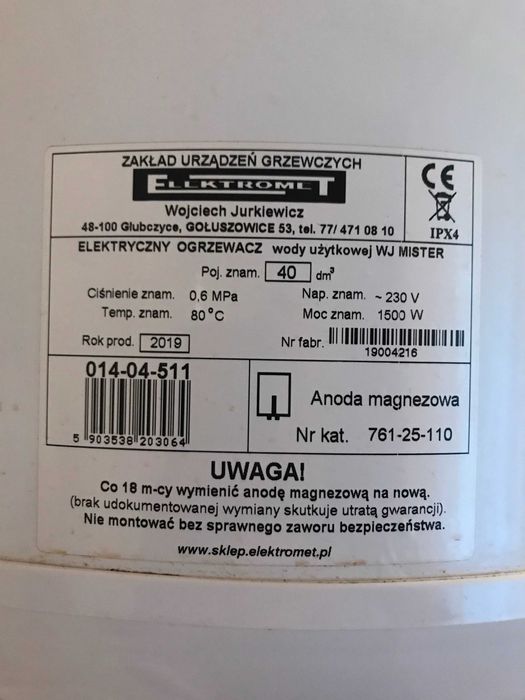 ZAKŁAD URZĄDZEŃ GRZEWCZYCH
ELEKTROMET
Wojciech Jurkiewicz
48-100 Głubczyce, GOŁUSZOWICE 53, tel. 77/ 471 08 10
CE
IPX4
ELEKTRYCZNY OGRZEWACZ wody użytkowej WJ MISTER
Poj. znam. 40 dm³
Ciśnienie znam. 0,6 MPa Nap. znam. ~ 230 V
Temp. znam. 80°C Moc znam. 1500 W
Rok prod. 2019 Nr fabr.
19004216
014-04-511
5 903538 203064
Anoda magnezowa
Nr kat. 761-25-110
UWAGA!
Co 18 m-cy wymienić anodę magnezową na nową.
(brak udokumentowanej wymiany skutkuje utratą gwarancji).
Nie montować bez sprawnego zaworu bezpieczeństwa.
www.sklep.elektromet.pl